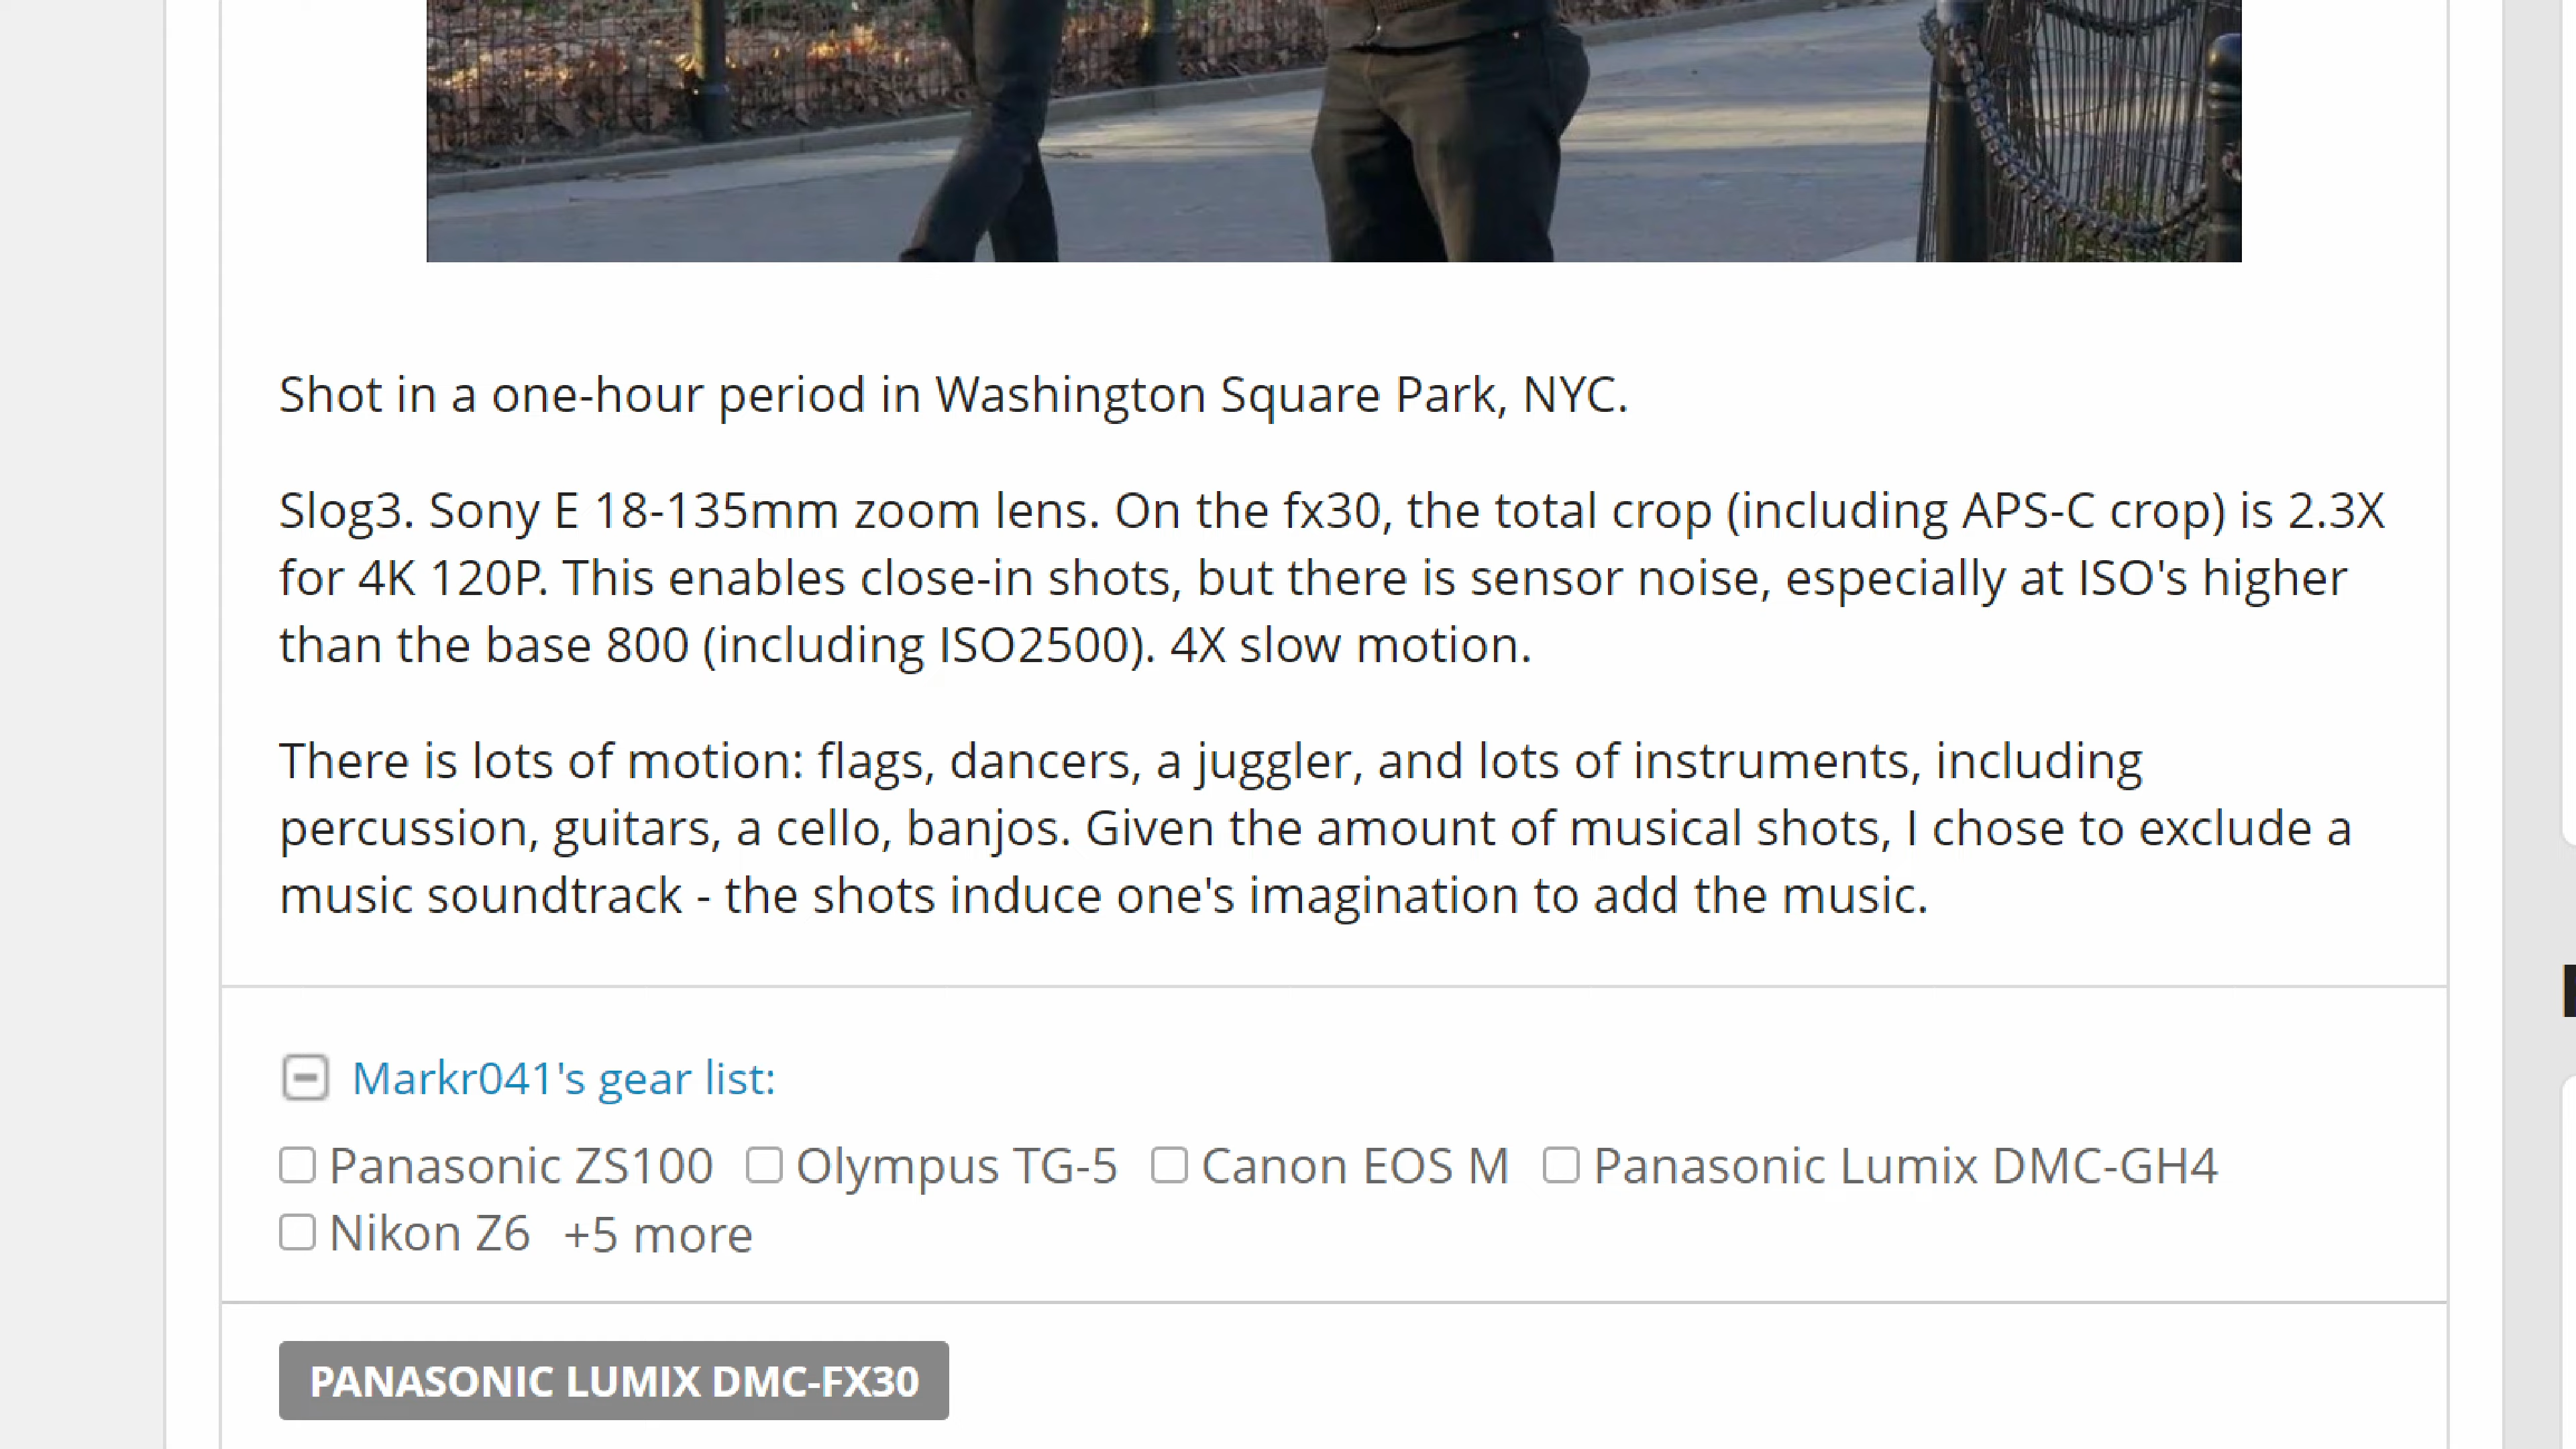 Shot in a one-hour period in Washington Square Park, NYC.
Slog3. Sony E 18-135mm zoom lens. On the fx30, the total crop (including APS-C crop) is 2.3X
for 4K 120P. This enables close-in shots, but there is sensor noise, especially at ISO's higher
than the base 800 (including ISO2500). 4X slow motion.
There is lots of motion: flags, dancers, a juggler, and lots of instruments, including
percussion, guitars, a cello, banjos. Given the amount of musical shots, I chose to exclude a
music soundtrack - the shots induce one's imagination to add the music.
Markr041's gear list:
Panasonic ZS100 Olympus TG-5 Canon EOS M Panasonic Lumix DMC-GH4
Nikon Z6 +5 more
PANASONIC LUMIX DMC-FX30